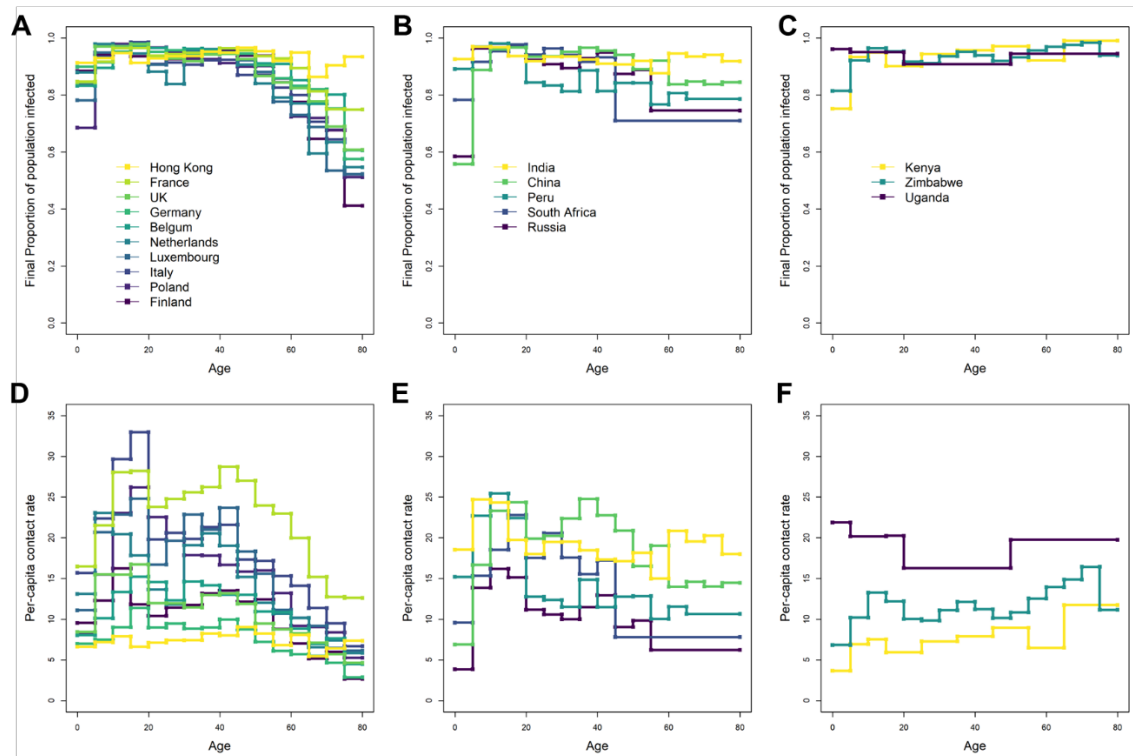 A
Final Proportion of population infected
1.0
0.8
0.6
0.4
0.2
0.0
Hong Kong
France
UK
Germany
Belgum
Netherlands
Luxembourg
Italy
Poland
Finland
0 20 40 60 80
Age
B
Final Proportion of population infected
1.0
0.8
0.6
0.4
0.2
0.0
India
China
Peru
South Africa
Russia
0 20 40 60 80
Age
C
Final Proportion of population infected
1.0
0.8
0.6
0.4
0.2
0.0
Kenya
Zimbabwe
Uganda
0 20 40 60 80
Age
D
Per-capita contact rate
35
30
25
20
15
10
5
0
0 20 40 60 80
Age
E
Per-capita contact rate
35
30
25
20
15
10
5
0
0 20 40 60 80
Age
F
Per-capita contact rate
35
30
25
20
15
10
5
0
0 20 40 60 80
Age